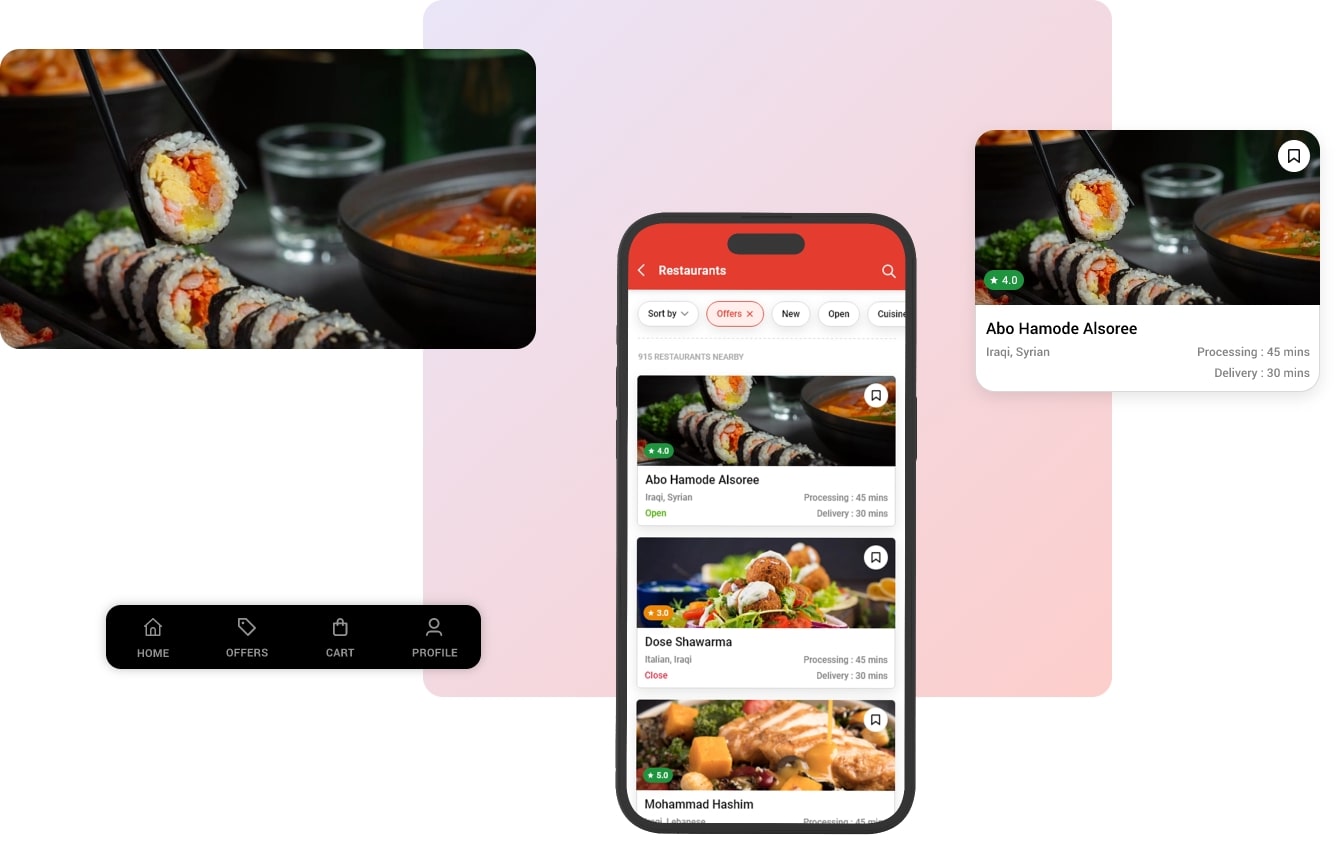 Restaurants
Sort by
Offers
New
Open
Cuisine
915 RESTAURANTS NEARBY
4.0
Abo Hamode Alsoree
Iraqi, Syrian
Processing : 45 mins
Open
Delivery : 30 mins
3.0
Dose Shawarma
Italian, Iraqi
Processing : 45 mins
Close
Delivery : 30 mins
5.0
Mohammad Hashim
Iraqi, Lebanese
Processing : 45 mins
4.0
Abo Hamode Alsoree
Iraqi, Syrian
Processing : 45 mins
Delivery : 30 mins
HOME
OFFERS
CART
PROFILE